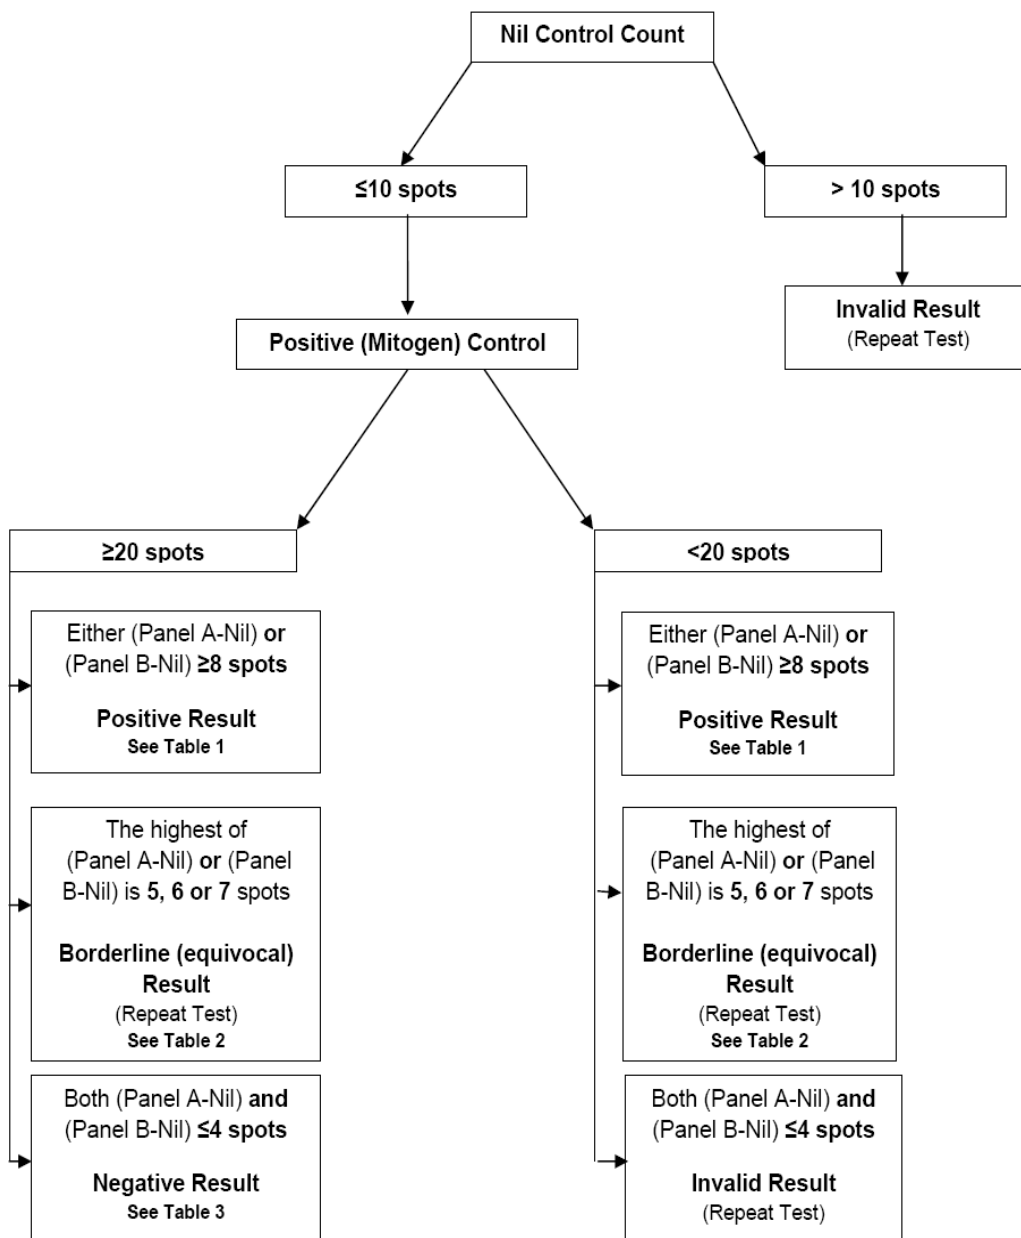 Nil Control Count
≤10 spots
> 10 spots
Invalid Result
(Repeat Test)
Positive (Mitogen) Control
≥20 spots
<20 spots
Either (Panel A-Nil) or
(Panel B-Nil) ≥8 spots
Positive Result
See Table 1
Either (Panel A-Nil) or
(Panel B-Nil) ≥8 spots
Positive Result
See Table 1
The highest of
(Panel A-Nil) or (Panel
B-Nil) is 5, 6 or 7 spots
Borderline (equivocal)
Result
(Repeat Test)
See Table 2
The highest of
(Panel A-Nil) or (Panel
B-Nil) is 5, 6 or 7 spots
Borderline (equivocal)
Result
(Repeat Test)
See Table 2
Both (Panel A-Nil) and
(Panel B-Nil) ≤4 spots
Negative Result
See Table 3
Both (Panel A-Nil) and
(Panel B-Nil) ≤4 spots
Invalid Result
(Repeat Test)